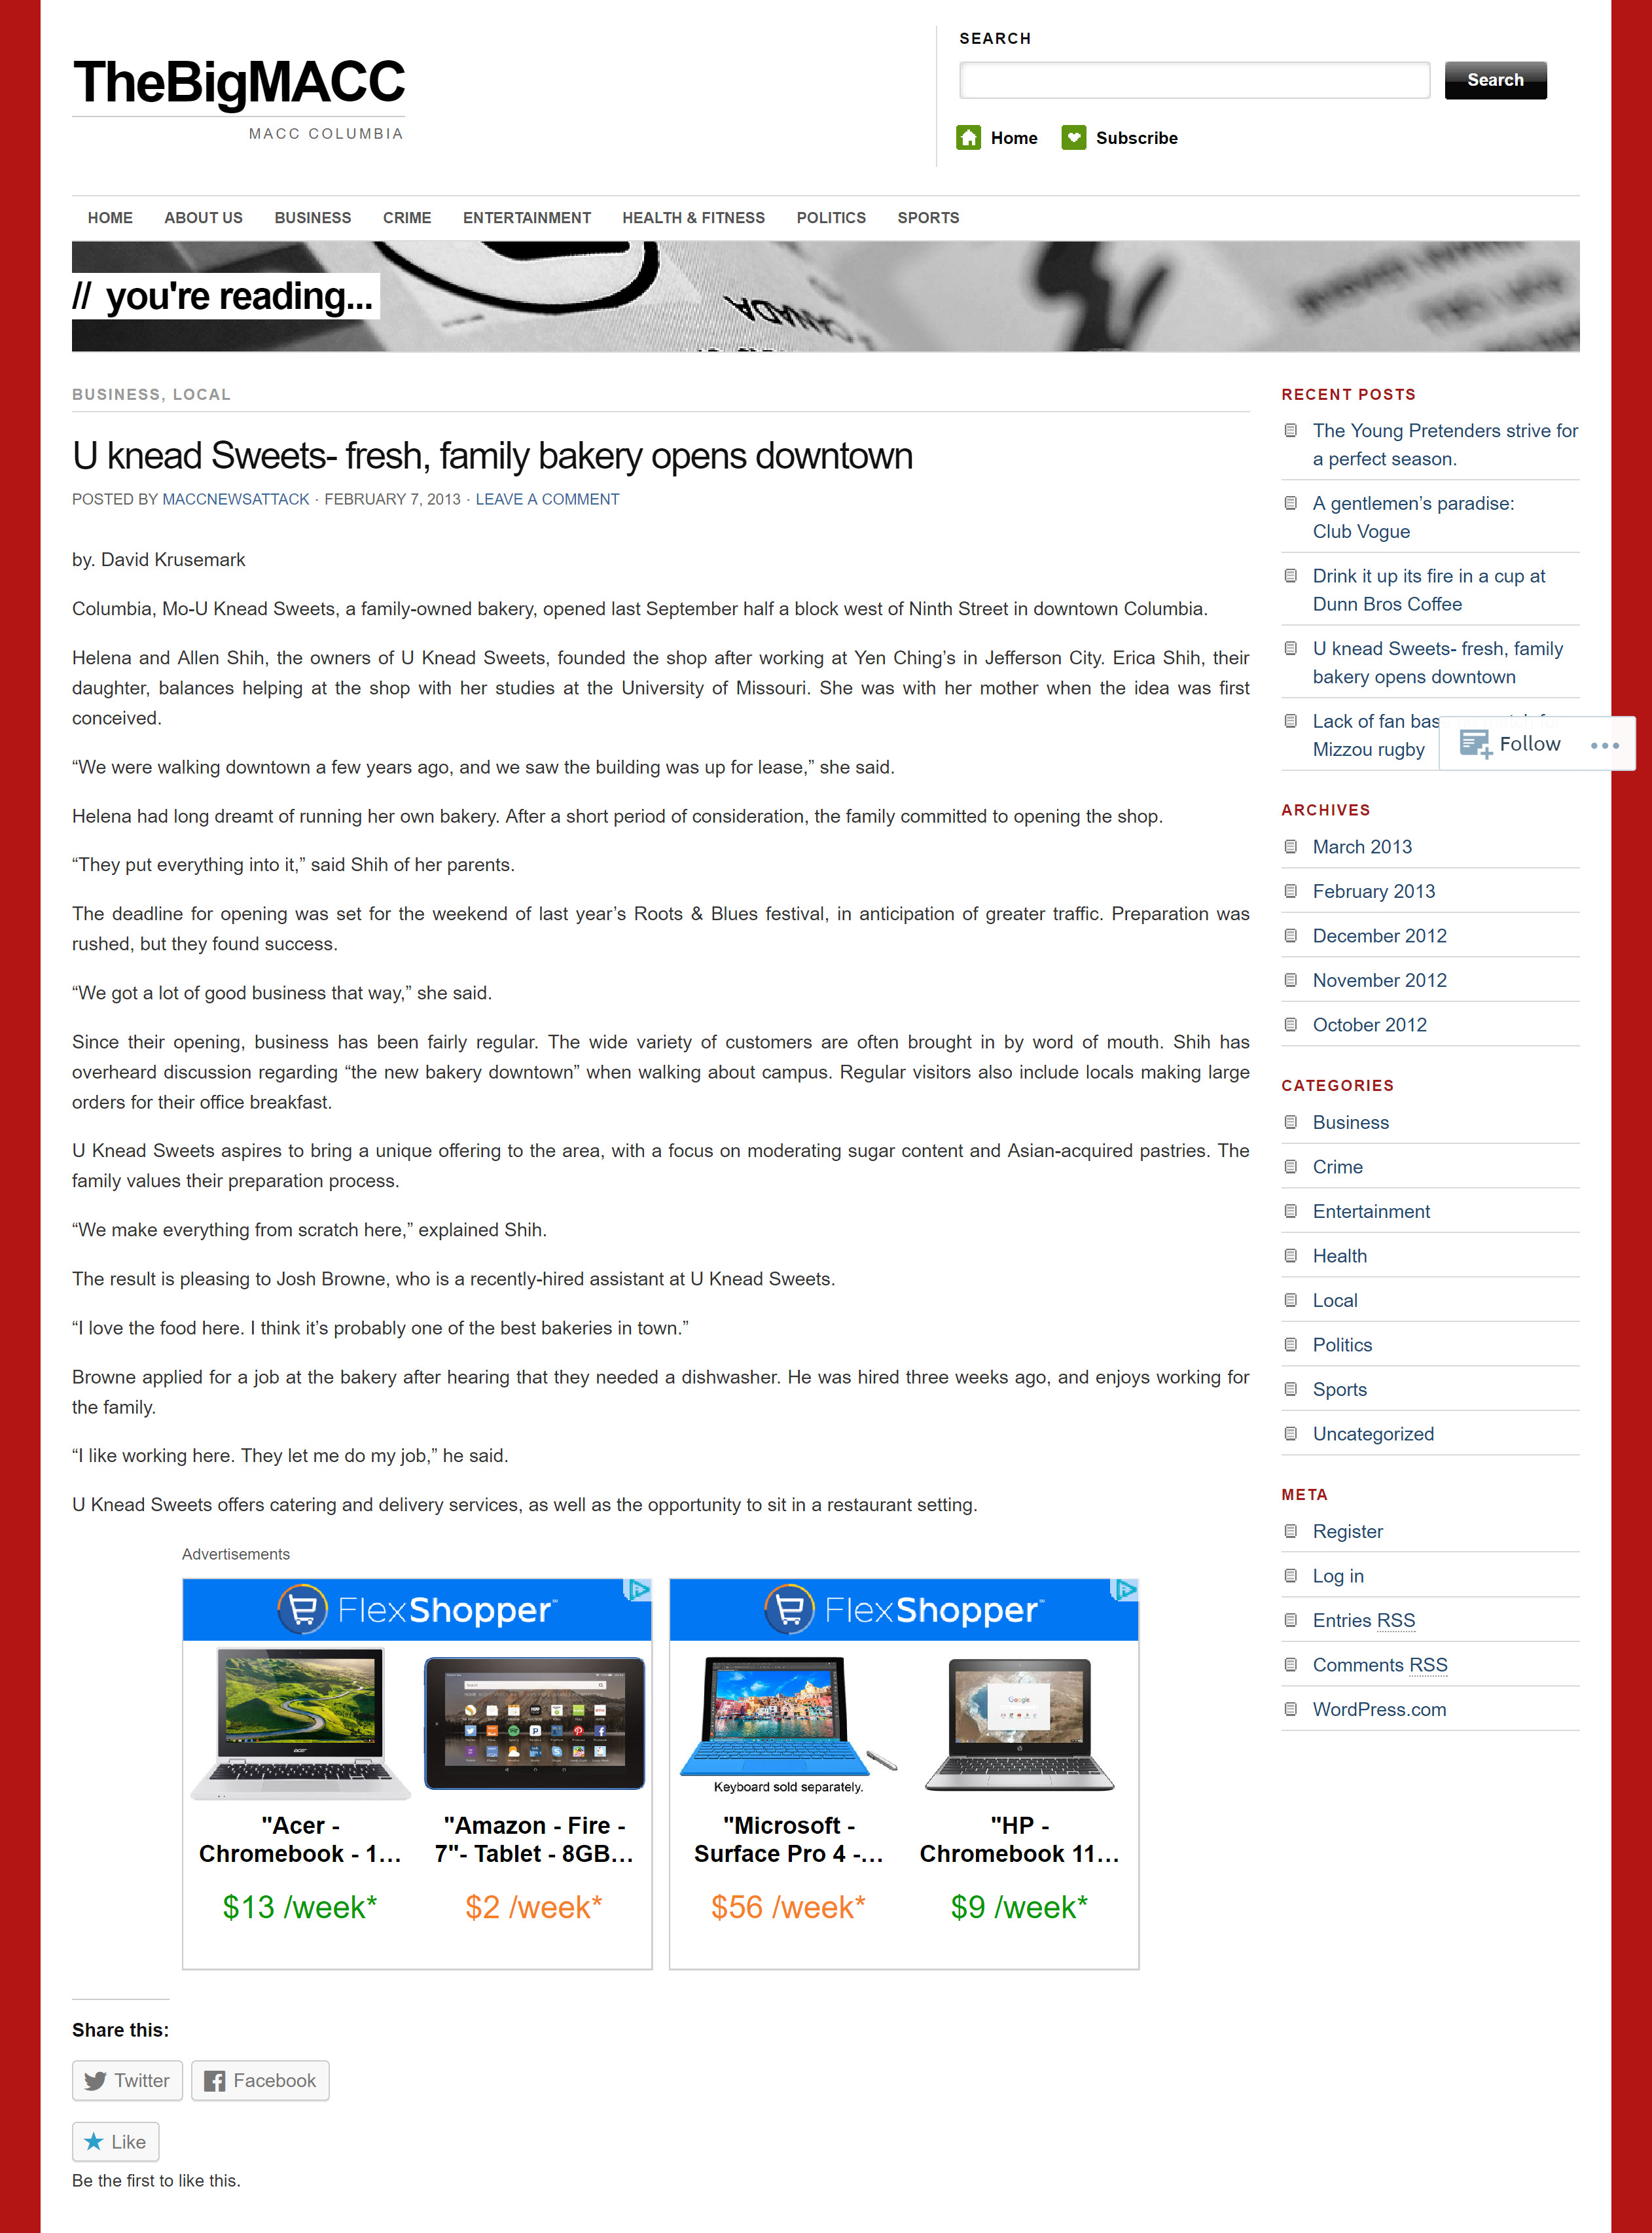 TheBigMACC
MACC COLUMBIA
SEARCH
Search
Home
Subscribe
HOME ABOUT US BUSINESS CRIME ENTERTAINMENT HEALTH & FITNESS POLITICS SPORTS
// you're reading...
CANADA
BUSINESS, LOCAL
U knead Sweets- fresh, family bakery opens downtown
POSTED BY MACCNEWSATTACK · FEBRUARY 7, 2013 · LEAVE A COMMENT
by. David Krusemark
Columbia, Mo-U Knead Sweets, a family-owned bakery, opened last September half a block west of Ninth Street in downtown Columbia.
Helena and Allen Shih, the owners of U Knead Sweets, founded the shop after working at Yen Ching’s in Jefferson City. Erica Shih, their
daughter, balances helping at the shop with her studies at the University of Missouri. She was with her mother when the idea was first
conceived.
“We were walking downtown a few years ago, and we saw the building was up for lease,” she said.
Helena had long dreamt of running her own bakery. After a short period of consideration, the family committed to opening the shop.
“They put everything into it,” said Shih of her parents.
The deadline for opening was set for the weekend of last year’s Roots & Blues festival, in anticipation of greater traffic. Preparation was
rushed, but they found success.
“We got a lot of good business that way,” she said.
Since their opening, business has been fairly regular. The wide variety of customers are often brought in by word of mouth. Shih has
overheard discussion regarding “the new bakery downtown” when walking about campus. Regular visitors also include locals making large
orders for their office breakfast.
U Knead Sweets aspires to bring a unique offering to the area, with a focus on moderating sugar content and Asian-acquired pastries. The
family values their preparation process.
“We make everything from scratch here,” explained Shih.
The result is pleasing to Josh Browne, who is a recently-hired assistant at U Knead Sweets.
“I love the food here. I think it’s probably one of the best bakeries in town.”
Browne applied for a job at the bakery after hearing that they needed a dishwasher. He was hired three weeks ago, and enjoys working for
the family.
“I like working here. They let me do my job,” he said.
U Knead Sweets offers catering and delivery services, as well as the opportunity to sit in a restaurant setting.
Advertisements
FlexShopper
FlexShopper
acer
Search
Google
Keyboard sold separately.
"Acer -
Chromebook - 1…
$13 /week*
"Amazon - Fire -
7"- Tablet - 8GB…
$2 /week*
"Microsoft -
Surface Pro 4 -…
$56 /week*
"HP -
Chromebook 11…
$9 /week*
Share this:
Twitter
Facebook
Like
Be the first to like this.
RECENT POSTS
The Young Pretenders strive for
a perfect season.
A gentlemen’s paradise:
Club Vogue
Drink it up its fire in a cup at
Dunn Bros Coffee
U knead Sweets- fresh, family
bakery opens downtown
Lack of fan
Mizzou rugby
Follow
ARCHIVES
March 2013
February 2013
December 2012
November 2012
October 2012
CATEGORIES
Business
Crime
Entertainment
Health
Local
Politics
Sports
Uncategorized
META
Register
Log in
Entries RSS
Comments RSS
WordPress.com